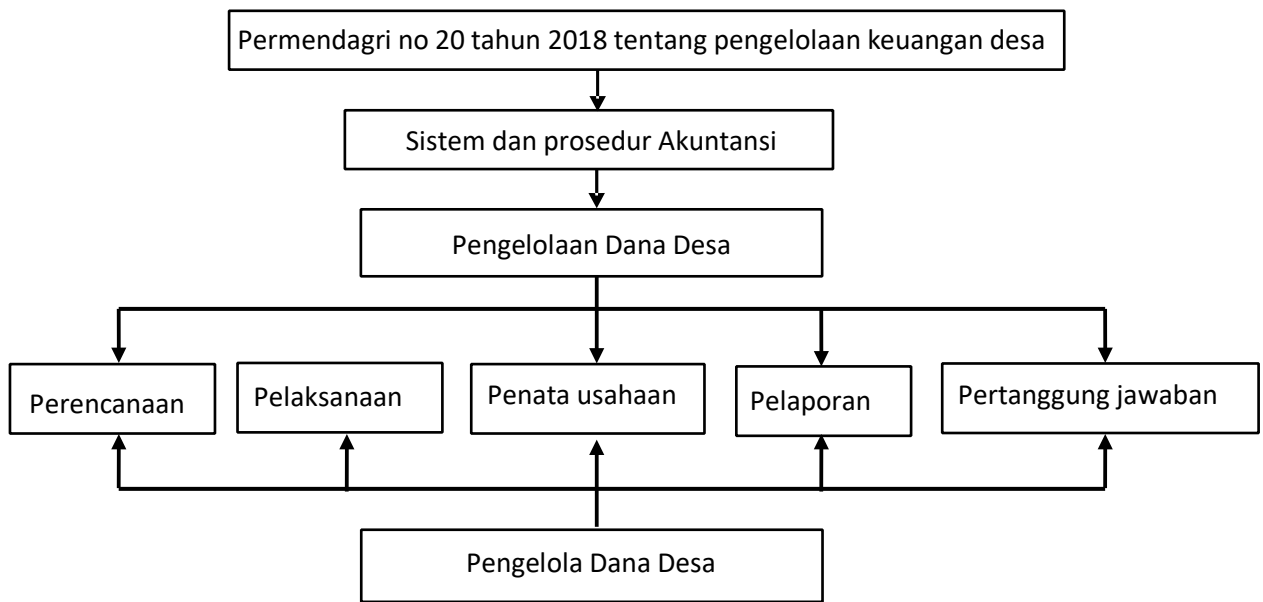 Permendagri no 20 tahun 2018 tentang pengelolaan keuangan desa
Sistem dan prosedur Akuntansi
Pengelolaan Dana Desa
Perencanaan
Pelaksanaan
Penata usahaan
Pelaporan
Pertanggung jawaban
Pengelola Dana Desa